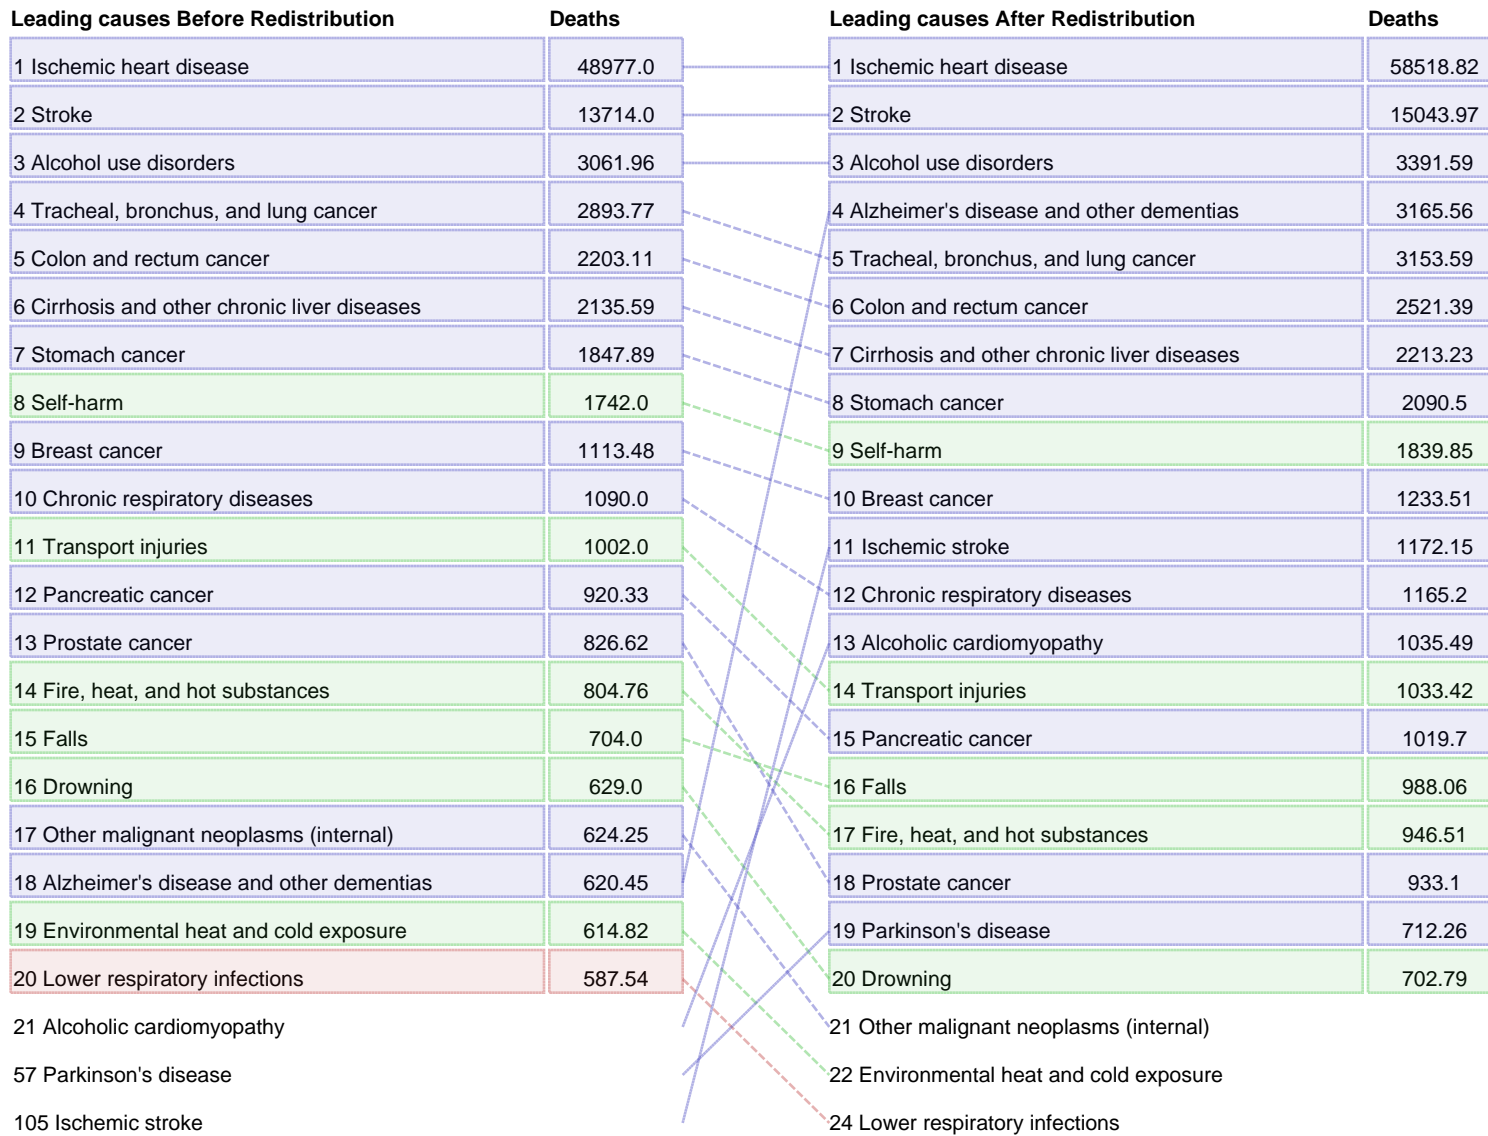 Leading causes Before Redistribution Deaths Leading causes After Redistribution Deaths
1 Ischemic heart disease 48977.0 1 Ischemic heart disease 58518.82
2 Stroke 13714.0 2 Stroke 15043.97
3 Alcohol use disorders 3061.96 3 Alcohol use disorders 3391.59
4 Tracheal, bronchus, and lung cancer 2893.77 4 Alzheimer's disease and other dementias 3165.56
5 Colon and rectum cancer 2203.11 5 Tracheal, bronchus, and lung cancer 3153.59
6 Cirrhosis and other chronic liver diseases 2135.59 6 Colon and rectum cancer 2521.39
7 Stomach cancer 1847.89 7 Cirrhosis and other chronic liver diseases 2213.23
8 Self-harm 1742.0 8 Stomach cancer 2090.5
9 Breast cancer 1113.48 9 Self-harm 1839.85
10 Chronic respiratory diseases 1090.0 10 Breast cancer 1233.51
11 Transport injuries 1002.0 11 Ischemic stroke 1172.15
12 Pancreatic cancer 920.33 12 Chronic respiratory diseases 1165.2
13 Prostate cancer 826.62 13 Alcoholic cardiomyopathy 1035.49
14 Fire, heat, and hot substances 804.76 14 Transport injuries 1033.42
15 Falls 704.0 15 Pancreatic cancer 1019.7
16 Drowning 629.0 16 Falls 988.06
17 Other malignant neoplasms (internal) 624.25 17 Fire, heat, and hot substances 946.51
18 Alzheimer's disease and other dementias 620.45 18 Prostate cancer 933.1
19 Environmental heat and cold exposure 614.82 19 Parkinson's disease 712.26
20 Lower respiratory infections 587.54 20 Drowning 702.79
21 Alcoholic cardiomyopathy 21 Other malignant neoplasms (internal)
57 Parkinson's disease 22 Environmental heat and cold exposure
105 Ischemic stroke 24 Lower respiratory infections